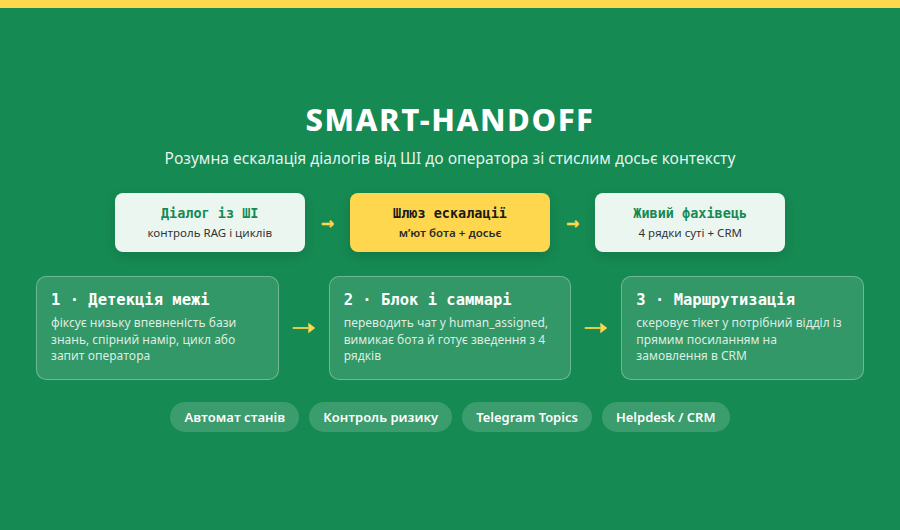 SMART-HANDOFF
Розумна ескалація діалогів від ШІ до оператора зі стислим досьє контексту
Діалог із ШІ
контроль RAG і циклів
→
Шлюз ескалації
м'ют бота + досьє
→
Живий фахівець
4 рядки суті + CRM
1 · Детекція межі
фіксує низьку впевненість бази
знань, спірний намір, цикл або
запит оператора
2 · Блок і саммарі
переводить чат у human_assigned,
вимикає бота й готує зведення з 4
рядків
3 · Маршрутизація
скеровує тікет у потрібний відділ із
прямим посиланням на
замовлення в CRM
Автомат станів
Контроль ризику
Telegram Topics
Helpdesk / CRM